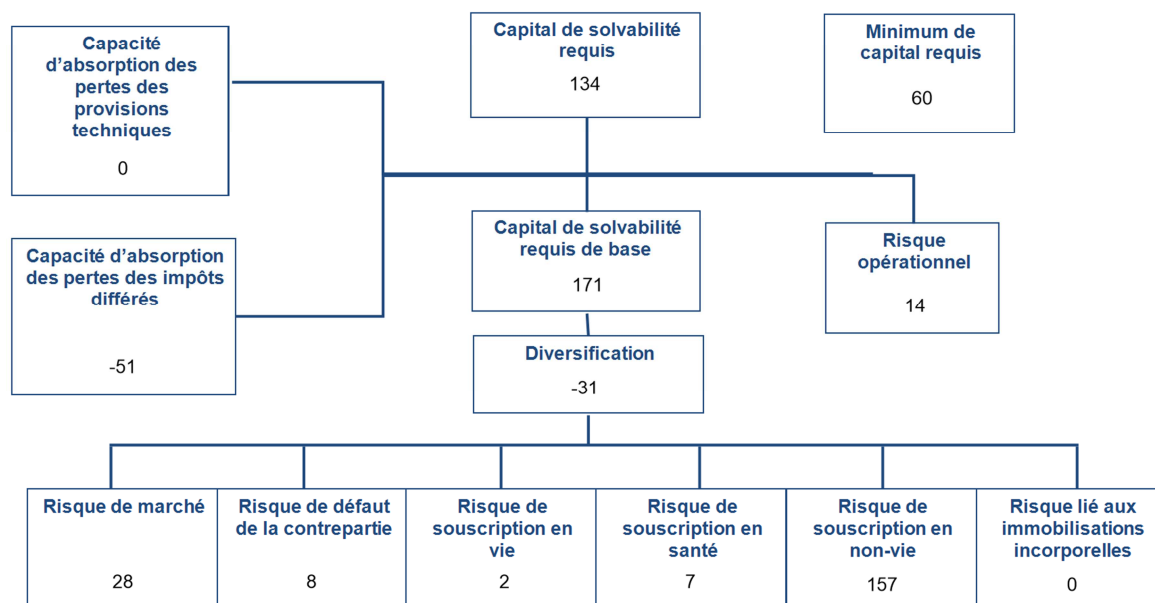 Capacité
d’absorption des
pertes des
provisions
techniques
0
Capital de solvabilité
requis
134
Minimum de
capital requis
60
Capacité d’absorption
des pertes des impôts
différés
-51
Capital de solvabilité
requis de base
171
Risque
opérationnel
14
Diversification
-31
Risque de marché
28
Risque de défaut
de la contrepartie
8
Risque de
souscription en
vie
2
Risque de
souscription en
santé
7
Risque de
souscription en
non-vie
157
Risque lié aux
immobilisations
incorporelles
0